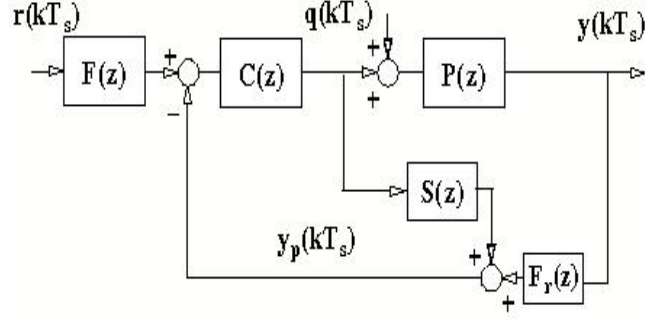 r(kTs) q(kTs) y(kTs)
+ +
F(z) C(z) P(z)
− +
S(z)
yp(kTs)
+
Fr(z)
+